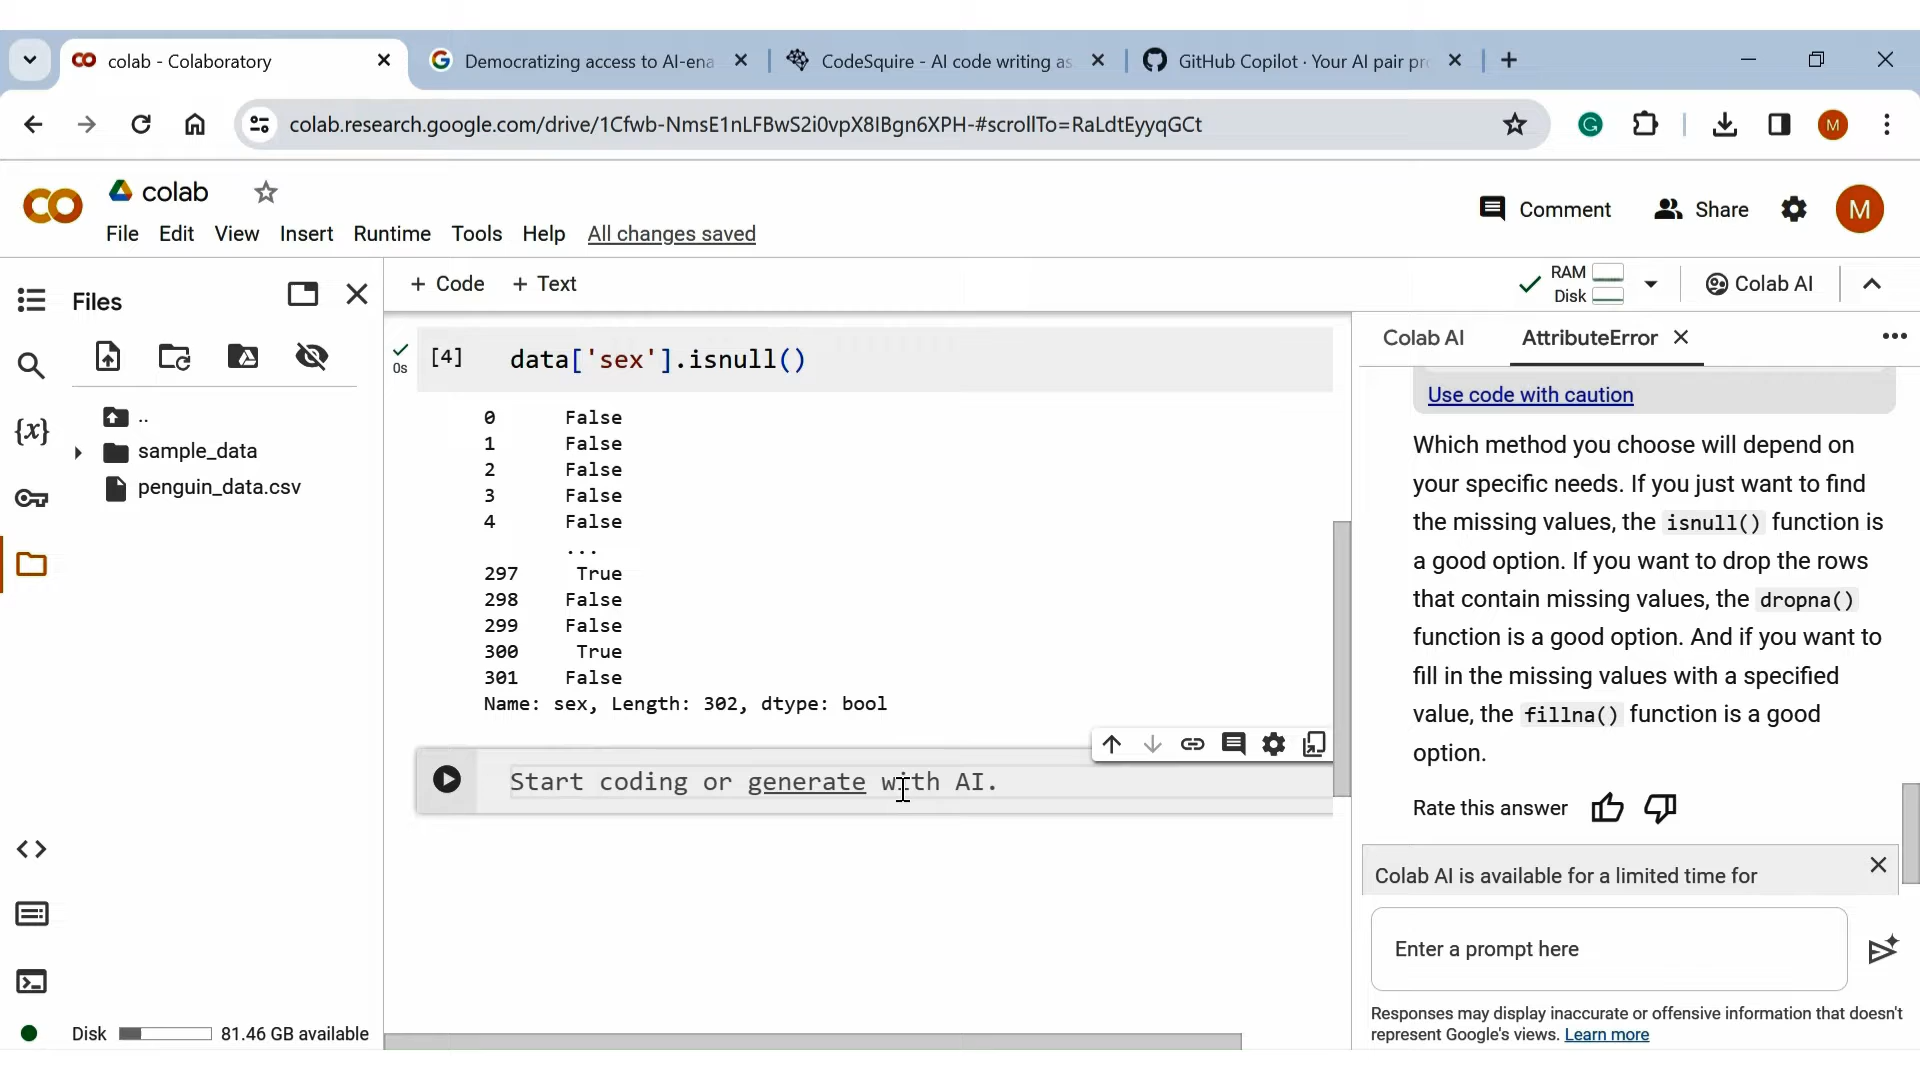 colab - Colaboratory
Democratizing access to AI-ena
CodeSquire - AI code writing as
GitHub Copilot · Your AI pair pr
colab.research.google.com/drive/1Cfwb-NmsE1nLFBwS2i0vpX8IBgn6XPH-#scrollTo=RaLdtEyyqGCt
M
colab
File Edit View Insert Runtime Tools Help All changes saved
Comment
Share
M
Files
+ Code + Text
RAM
Disk
Colab AI
..
sample_data
penguin_data.csv
{x}
Disk 81.46 GB available
0s
[4] data['sex'].isnull()
0 False
1 False
2 False
3 False
4 False
...
297 True
298 False
299 False
300 True
301 False
Name: sex, Length: 302, dtype: bool
Start coding or generate with AI.
Colab AI AttributeError
Use code with caution
Which method you choose will depend on
your specific needs. If you just want to find
the missing values, the isnull() function is
a good option. If you want to drop the rows
that contain missing values, the dropna()
function is a good option. And if you want to
fill in the missing values with a specified
value, the fillna() function is a good
option.
Rate this answer
Colab AI is available for a limited time for
Enter a prompt here
Responses may display inaccurate or offensive information that doesn't
represent Google's views. Learn more